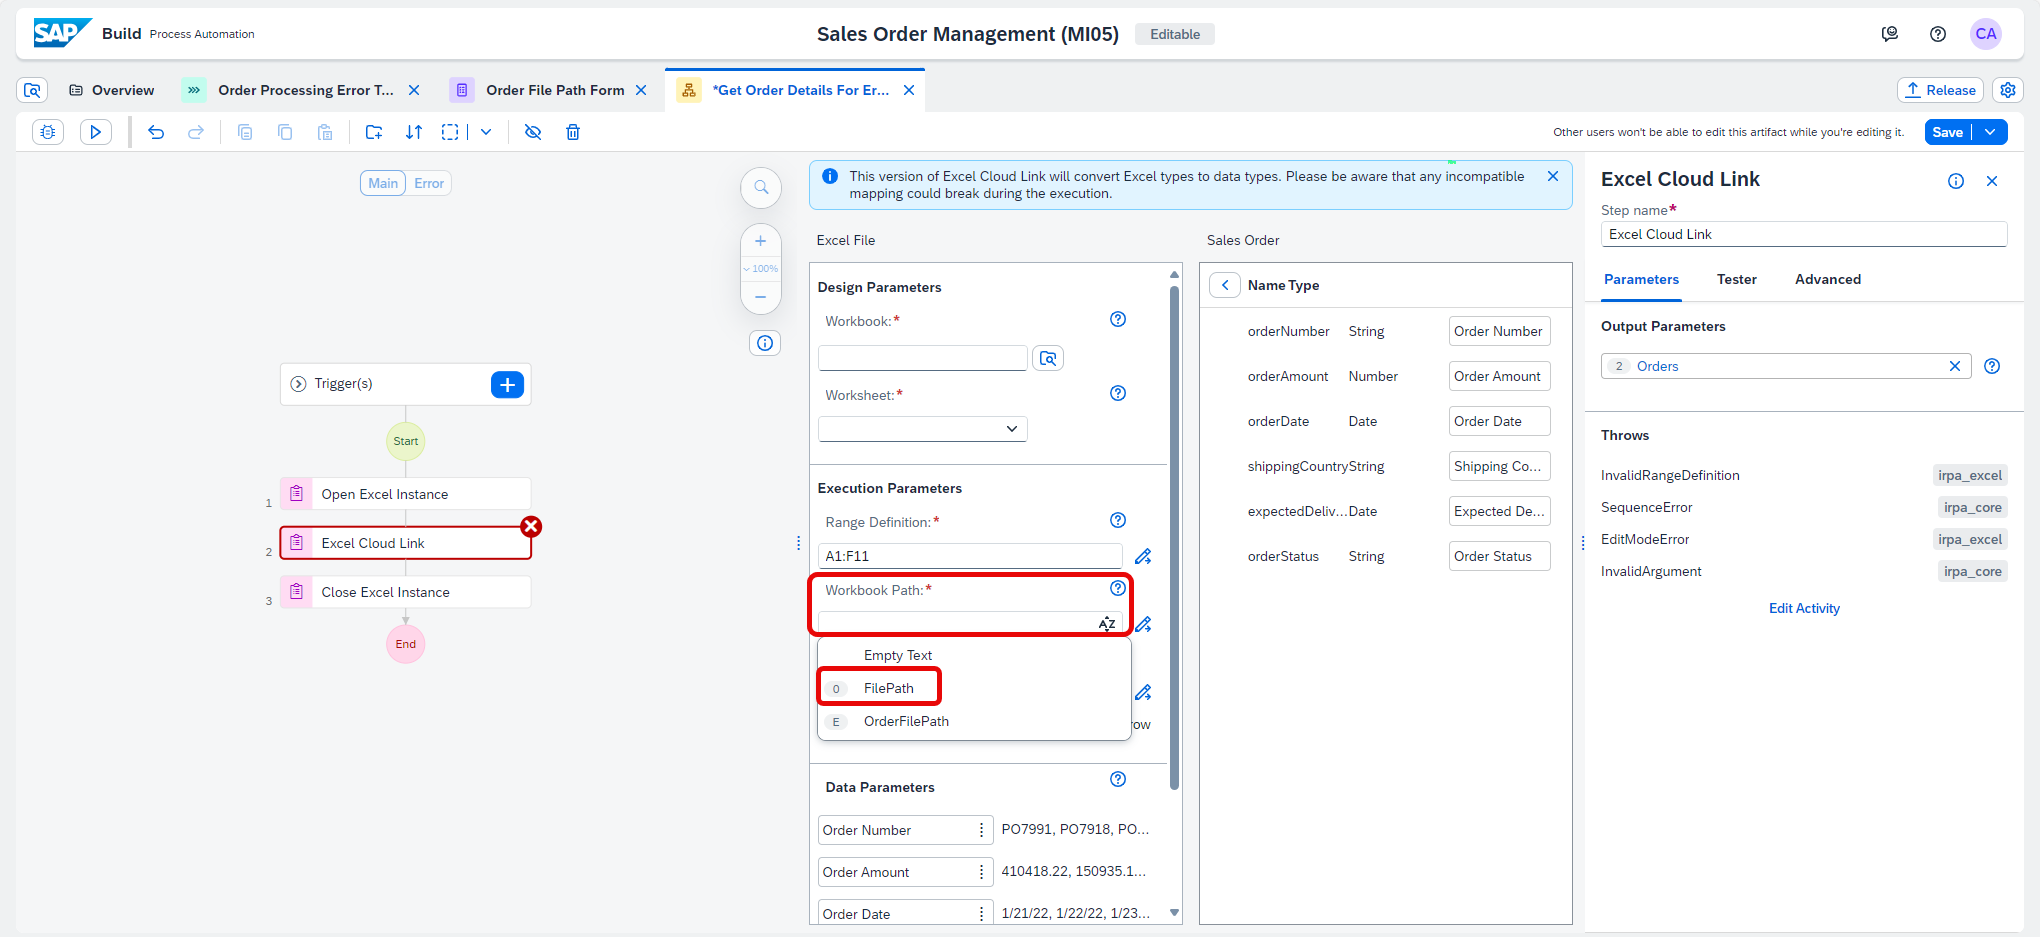 SAP Build Process Automation
Sales Order Management (MI05) Editable
CA
Overview
Order Processing Error T...
Order File Path Form
*Get Order Details For Er...
Release
Other users won't be able to edit this artifact while you're editing it.
Save
Main Error
100%
Trigger(s)
Start
1 Open Excel Instance
2 Excel Cloud Link
3 Close Excel Instance
End
This version of Excel Cloud Link will convert Excel types to data types. Please be aware that any incompatible
mapping could break during the execution.
Excel File
Design Parameters
Workbook:*
Worksheet:*
Execution Parameters
Range Definition:*
A1:F11
Workbook Path:*
AZ
Empty Text
0 FilePath
E OrderFilePath
row
Data Parameters
Order Number PO7991, PO7918, PO...
Order Amount 410418.22, 150935.1...
Order Date 1/21/22, 1/22/22, 1/23...
Sales Order
Name Type
orderNumber String Order Number
orderAmount Number Order Amount
orderDate Date Order Date
shippingCountry String Shipping Co...
expectedDeliv... Date Expected De...
orderStatus String Order Status
Excel Cloud Link
Step name*
Excel Cloud Link
Parameters Tester Advanced
Output Parameters
2 Orders
Throws
InvalidRangeDefinition irpa_excel
SequenceError irpa_core
EditModeError irpa_excel
InvalidArgument irpa_core
Edit Activity